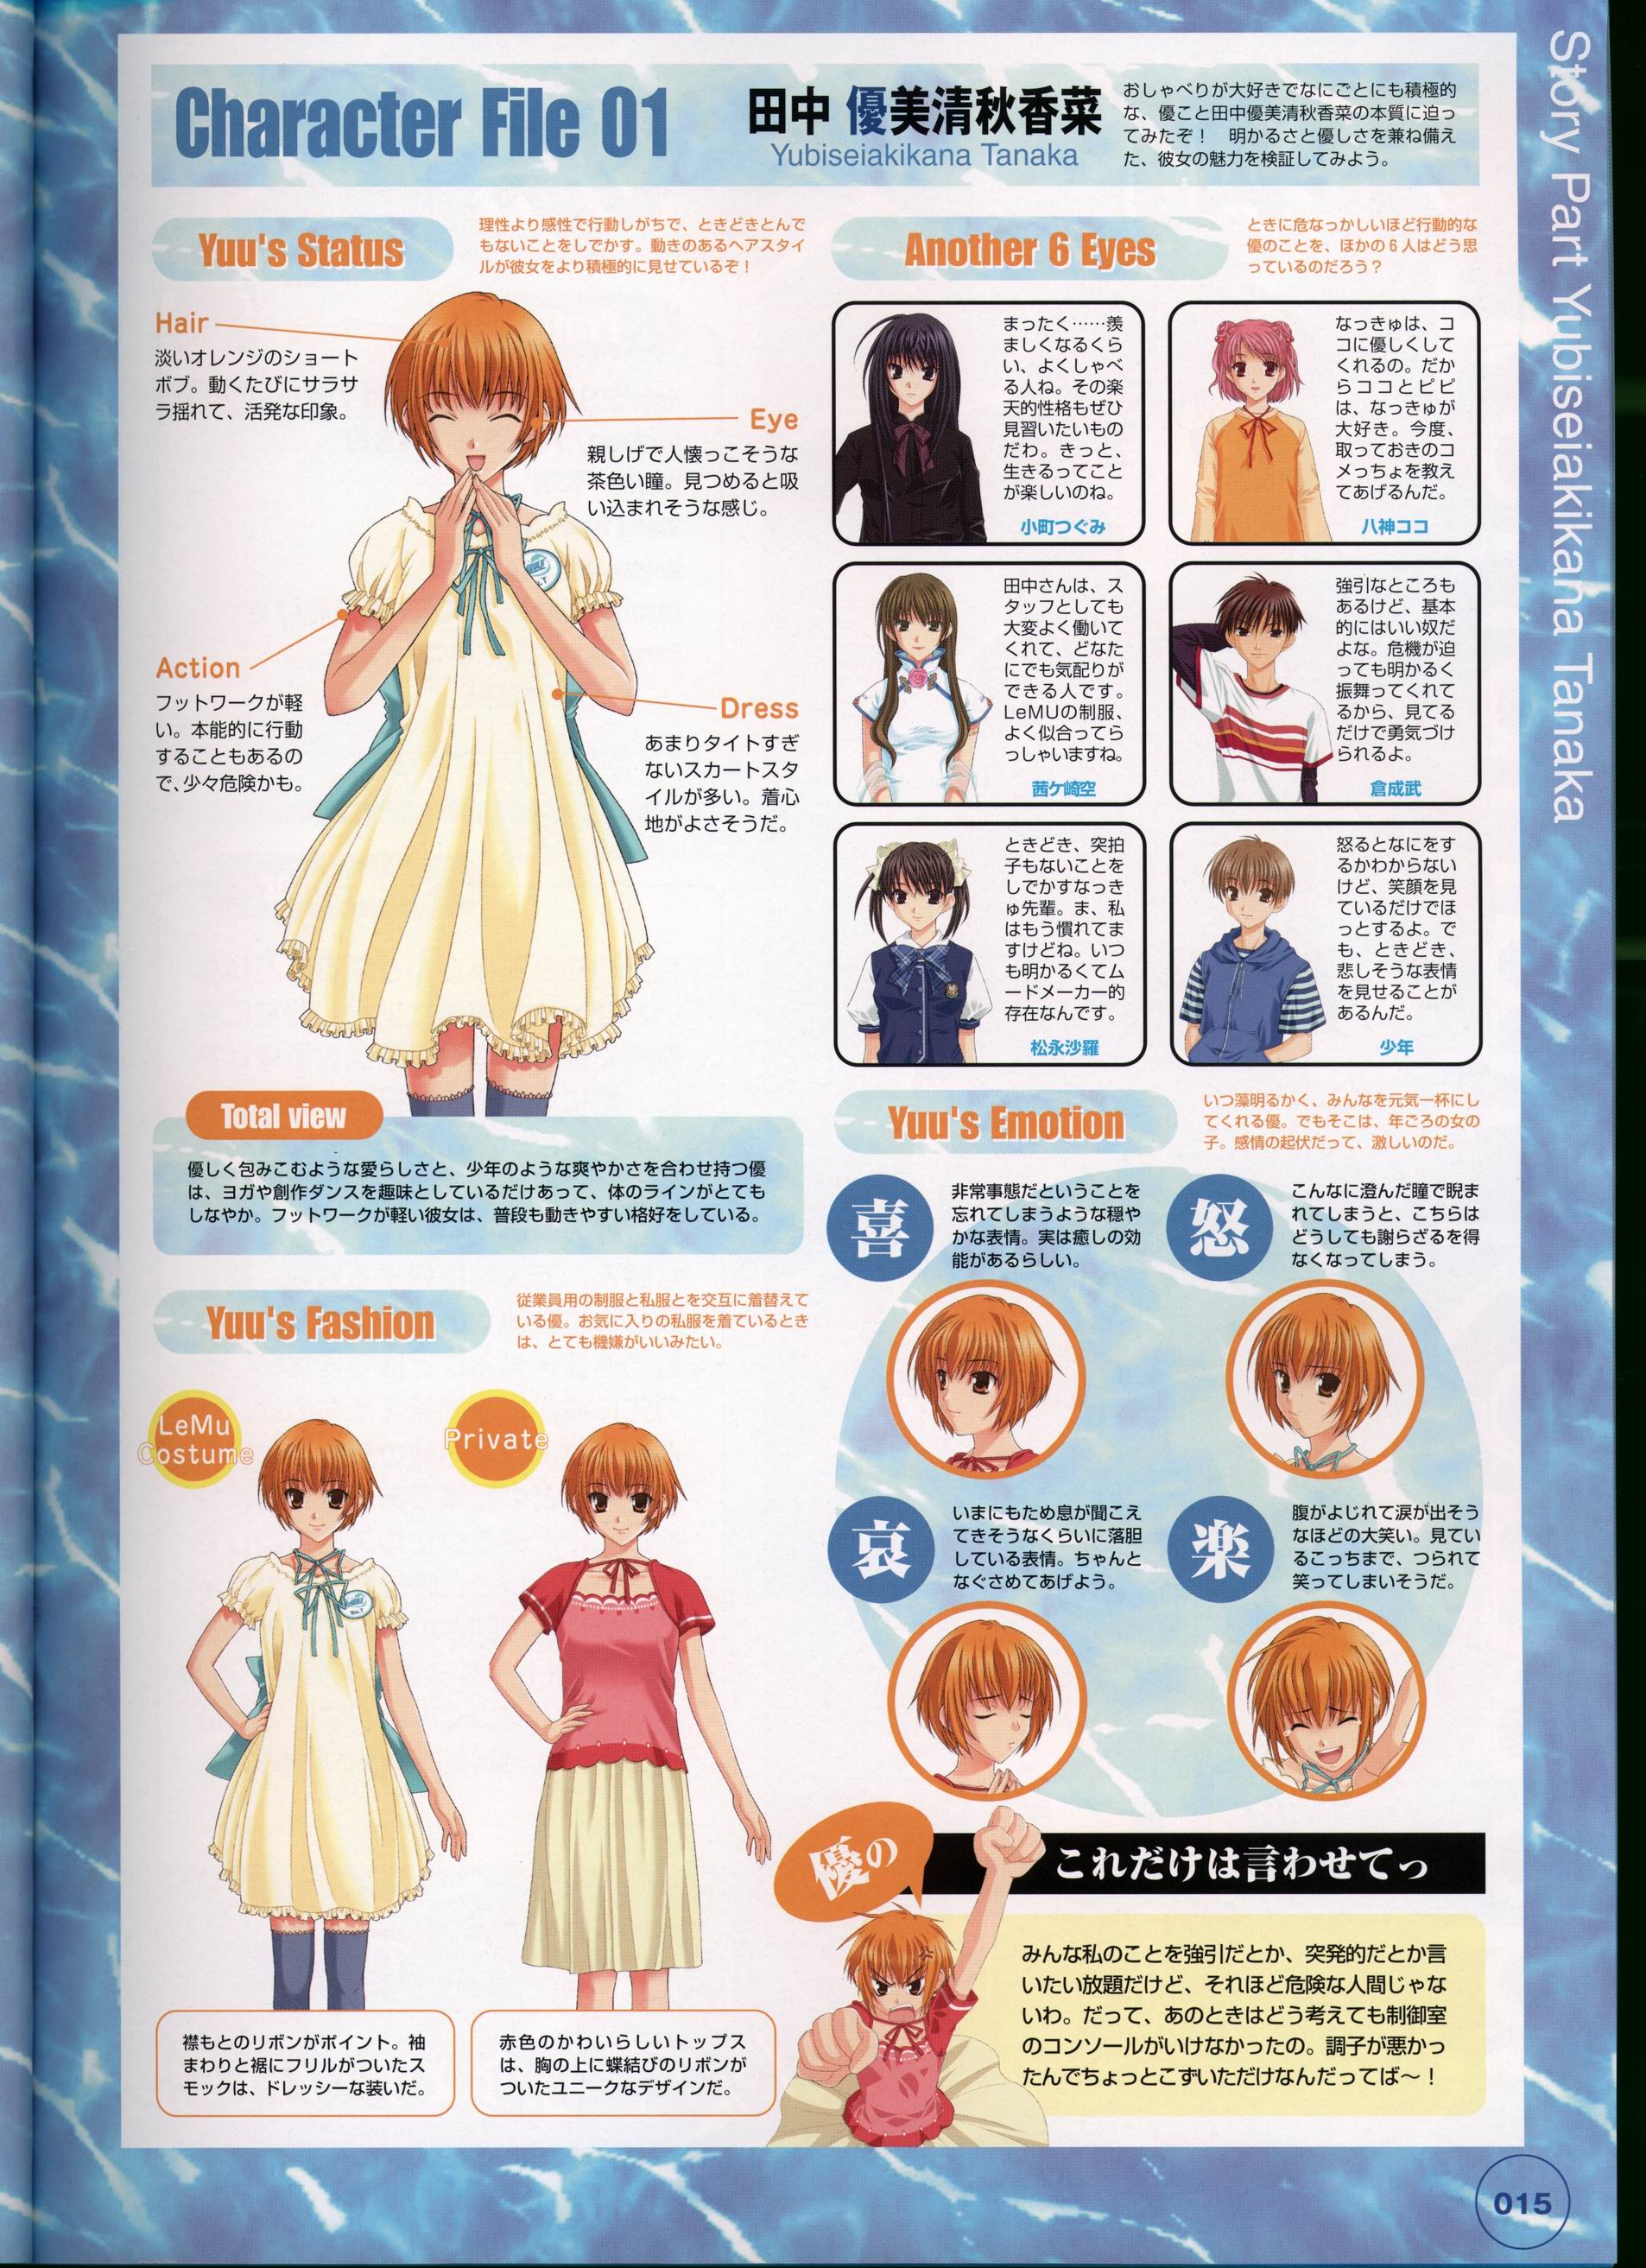 Character File 01
田中 優美清秋香菜
Yubiseiakikana Tanaka
おしゃべりが大好きでなにごとにも積極的
な、優こと田中優美清秋香菜の本質に迫っ
てみたぞ！　明かるさと優しさを兼ね備え
た、彼女の魅力を検証してみよう。
Story Part Yubiseiakikana Tanaka
Yuu's Status
理性より感性で行動しがちで、ときどきとんで
もないことをしでかす。動きのあるヘアスタイ
ルが彼女をより積極的に見せているぞ！
Hair
淡いオレンジのショート
ボブ。動くたびにサラサ
ラ揺れて、活発な印象。
Eye
親しげで人懐っこそうな
茶色い瞳。見つめると吸
い込まれそうな感じ。
Action
フットワークが軽
い。本能的に行動
することもあるの
で、少々危険かも。
Dress
あまりタイトすぎ
ないスカートスタ
イルが多い。着心
地がよさそうだ。
Total view
優しく包みこむような愛らしさと、少年のような爽やかさを合わせ持つ優
は、ヨガや創作ダンスを趣味としているだけあって、体のラインがとても
しなやか。フットワークが軽い彼女は、普段も動きやすい格好をしている。
Yuu's Fashion
従業員用の制服と私服とを交互に着替えて
いる優。お気に入りの私服を着ているとき
は、とても機嫌がいいみたい。
LeMu
Costume
Private
襟もとのリボンがポイント。袖
まわりと裾にフリルがついたス
モックは、ドレッシーな装いだ。
赤色のかわいらしいトップス
は、胸の上に蝶結びのリボンが
ついたユニークなデザインだ。
Another 6 Eyes
ときに危なっかしいほど行動的な
優のことを、ほかの６人はどう思
っているのだろう？
まったく……羨
ましくなるくら
い、よくしゃべ
る人ね。その楽
天的性格もぜひ
見習いたいもの
だわ。きっと、
生きるってこと
が楽しいのね。
小町つぐみ
なっきゅは、コ
コに優しくして
くれるの。だか
らココとピピ
は、なっきゅが
大好き。今度、
取っておきのコ
メっちょを教え
てあげるんだ。
八神ココ
田中さんは、ス
タッフとしても
大変よく働いて
くれて、どなた
にでも気配りが
できる人です。
LeMUの制服、
よく似合ってら
っしゃいますね。
茜ケ崎空
強引なところも
あるけど、基本
的にはいい奴だ
よな。危機が迫
っても明かるく
振舞ってくれて
るから、見てる
だけで勇気づけ
られるよ。
倉成武
ときどき、突拍
子もないことを
しでかすなっき
ゅ先輩。ま、私
はもう慣れてま
すけどね。いつ
も明かるくてム
ードメーカー的
存在なんです。
松永沙羅
怒るとなにをす
るかわからない
けど、笑顔を見
ているだけでほ
っとするよ。で
も、ときどき、
悲しそうな表情
を見せることが
あるんだ。
少年
Yuu's Emotion
いつ藻明るかく、みんなを元気一杯にし
てくれる優。でもそこは、年ごろの女の
子。感情の起伏だって、激しいのだ。
喜
非常事態だということを
忘れてしまうような穏や
かな表情。実は癒しの効
能があるらしい。
怒
こんなに澄んだ瞳で睨ま
れてしまうと、こちらは
どうしても謝らざるを得
なくなってしまう。
哀
いまにもため息が聞こえ
てきそうなくらいに落胆
している表情。ちゃんと
なぐさめてあげよう。
楽
腹がよじれて涙が出そう
なほどの大笑い。見てい
るこっちまで、つられて
笑ってしまいそうだ。
優の
これだけは言わせてっ
みんな私のことを強引だとか、突発的だとか言
いたい放題だけど、それほど危険な人間じゃな
いわ。だって、あのときはどう考えても制御室
のコンソールがいけなかったの。調子が悪かっ
たんでちょっとこずいただけなんだってば～！
015